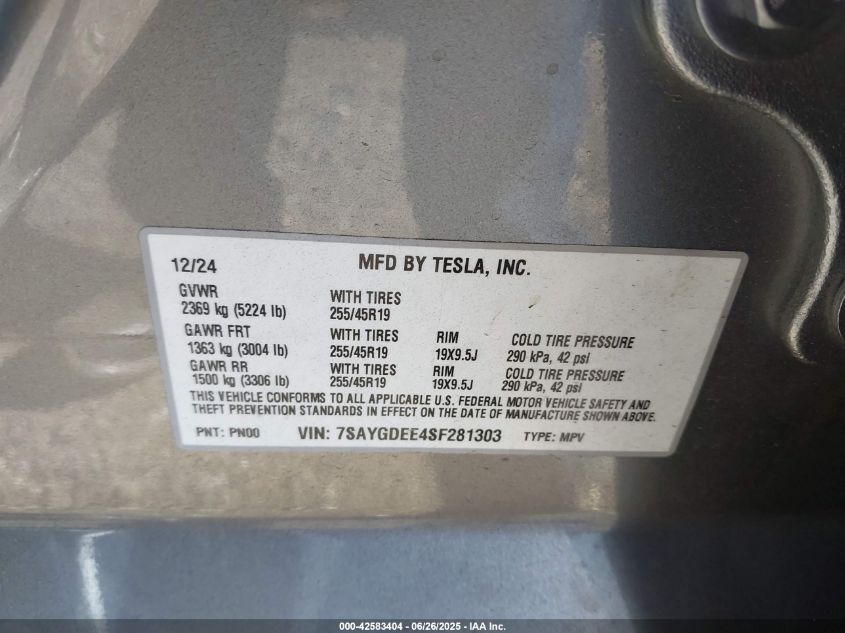 12/24 MFD BY TESLA, INC.
GVWR
2369 kg (5224 lb) WITH TIRES 255/45R19
GAWR FRT WITH TIRES RIM COLD TIRE PRESSURE
1363 kg (3004 lb) 255/45R19 19X9.5J 290 kPa, 42 psi
GAWR RR WITH TIRES RIM COLD TIRE PRESSURE
1500 kg (3306 lb) 255/45R19 19X9.5J 290 kPa, 42 psi
THIS VEHICLE CONFORMS TO ALL APPLICABLE U.S. FEDERAL MOTOR VEHICLE SAFETY AND
THEFT PREVENTION STANDARDS IN EFFECT ON THE DATE OF MANUFACTURE SHOWN ABOVE.
PNT: PN00 VIN: 7SAYGDEE4SF281303 TYPE: MPV
000-42583404 - 06/26/2025 - IAA Inc.